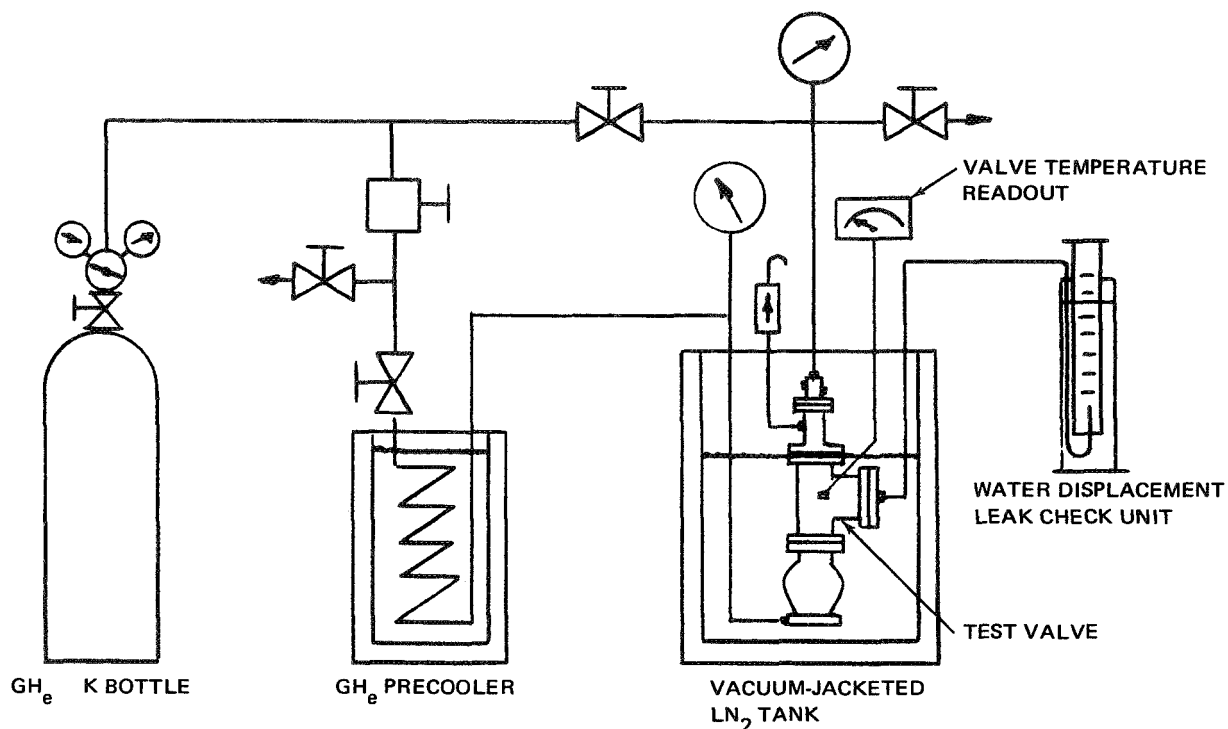 VALVE TEMPERATURE
READOUT
WATER DISPLACEMENT
LEAK CHECK UNIT
TEST VALVE
GHe K BOTTLE
GHe PRECOOLER
VACUUM-JACKETED
LN2 TANK